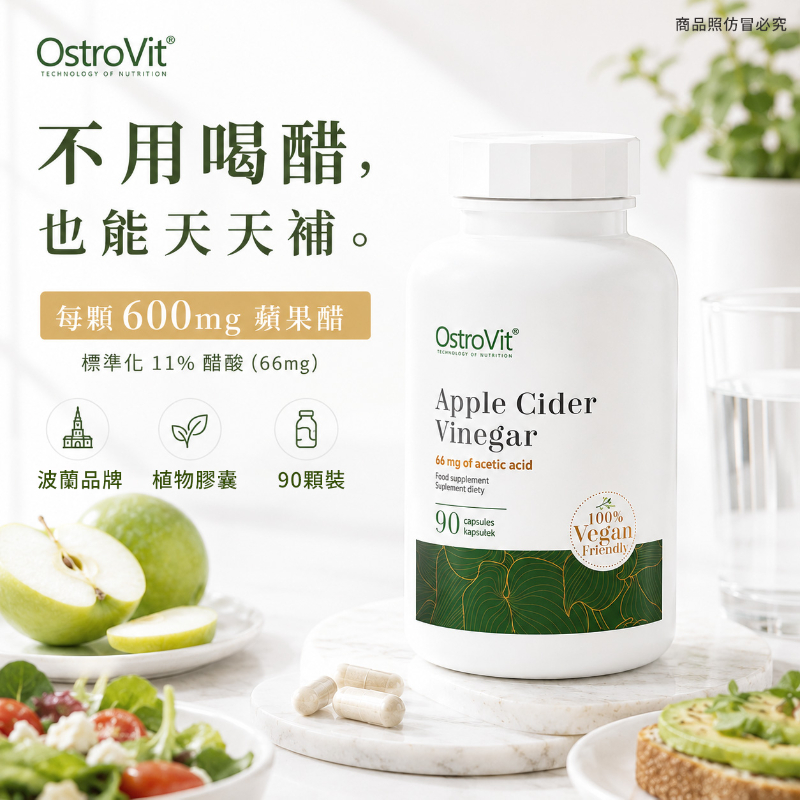 OstroVit®
TECHNOLOGY OF NUTRITION
商品照仿冒必究
不用喝醋,
也能天天補。
每顆 600mg 蘋果醋
標準化 11% 醋酸 (66mg)
波蘭品牌
植物膠囊
90顆裝
OstroVit®
TECHNOLOGY OF NUTRITION
Apple Cider
Vinegar
66 mg of acetic acid
Food supplement
Suplement diety
90 capsules
kapsułek
100%
Vegan
Friendly